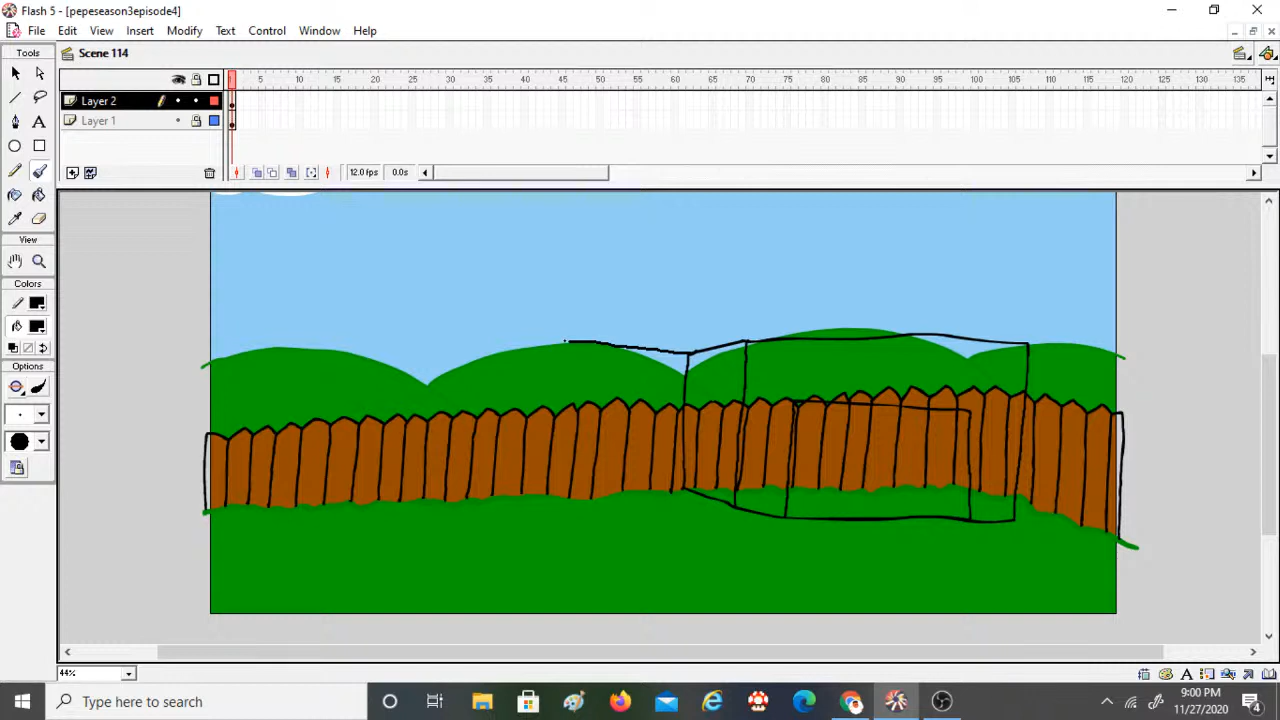 Flash 5 - [pepeseason3episode4]
File Edit View Insert Modify Text Control Window Help
Tools
Scene 114
1 5 10 15 20 25 30 35 40 45 50 55 60 65 70 75 80 85 90 95 100 105 110 115 120 125 130 135
Layer 2
Layer 1
12.0 fps 0.0s
View
Colors
Options
44%
Type here to search
9:00 PM
11/27/2020
4